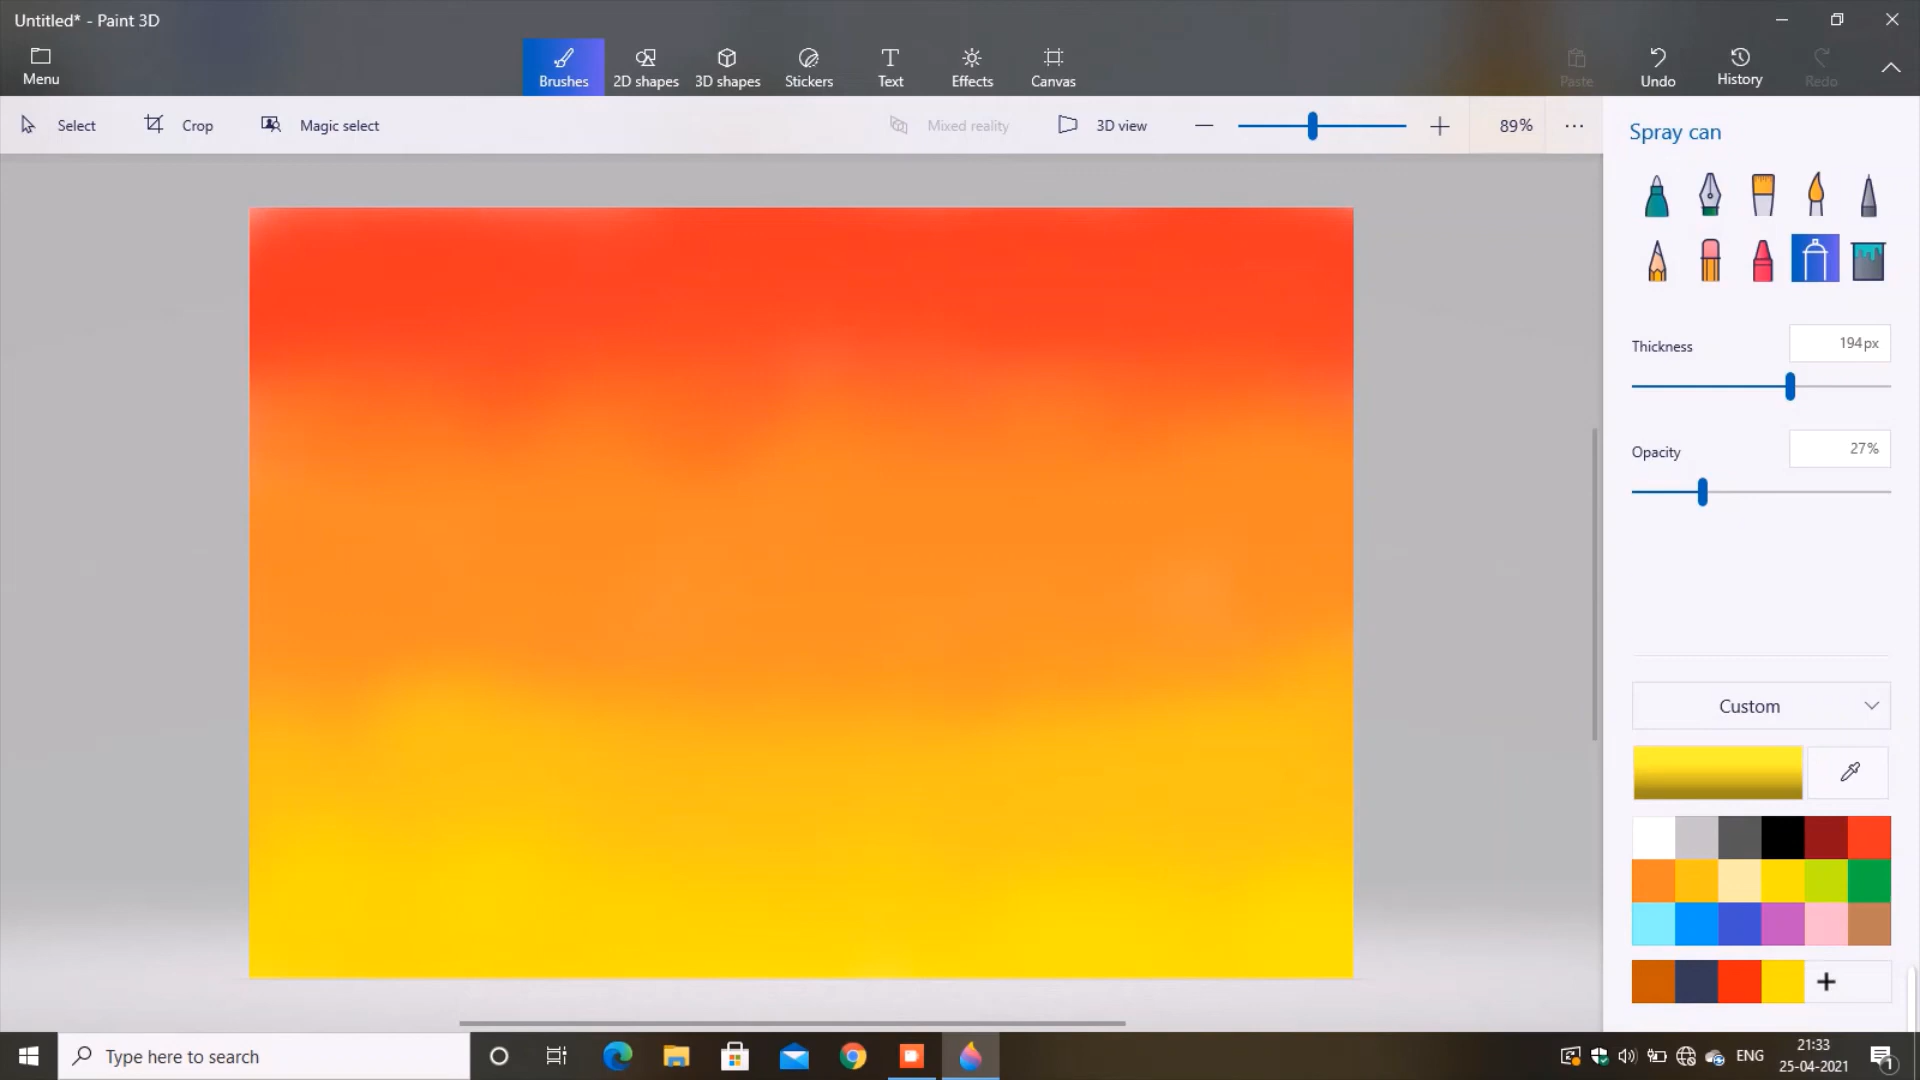 Untitled* - Paint 3D
Menu
Brushes
2D shapes
3D shapes
Stickers
Text
Effects
Canvas
Paste
Undo
History
Redo
Select
Crop
Magic select
Mixed reality
3D view
89%
Spray can
Thickness
194px
Opacity
27%
Custom
Type here to search
ENG
21:33
25-04-2021
1